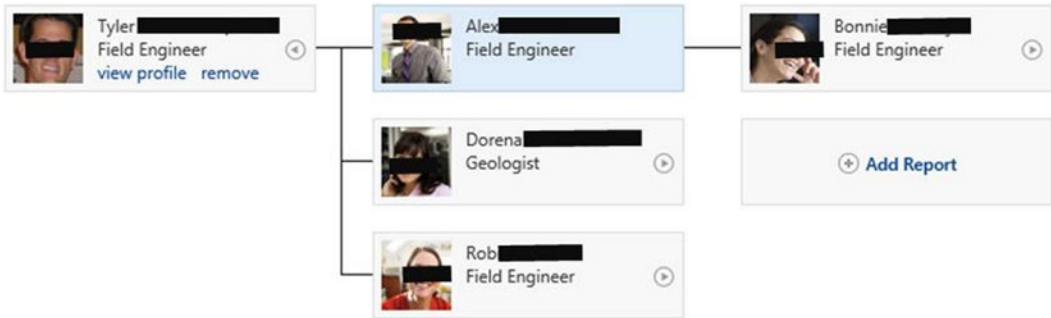 Tyler
Field Engineer
view profile remove
Alex
Field Engineer
Bonnie
Field Engineer
Dorena
Geologist
Add Report
Rob
Field Engineer